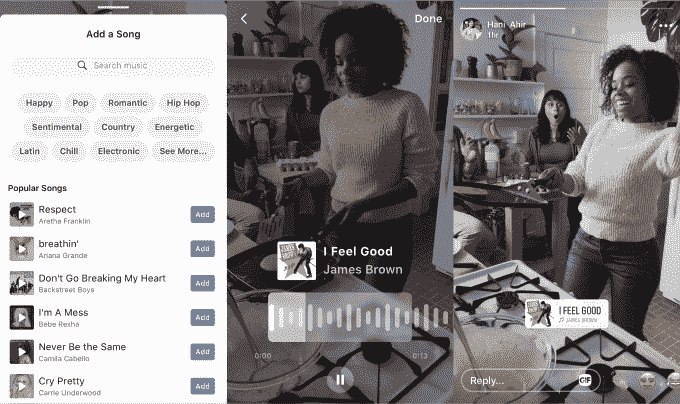 Add a Song
Search music
Happy
Pop
Romantic
Hip Hop
Sentimental
Country
Energetic
Latin
Chill
Electronic
See More...
Popular Songs
Respect
Aretha Franklin
Add
breathin'
Ariana Grande
Add
Don't Go Breaking My Heart
Backstreet Boys
Add
I'm A Mess
Bebe Rexha
Add
Never Be the Same
Camila Cabello
Add
Cry Pretty
Carrie Underwood
Add
Done
JAMES BROWN
I Feel Good
James Brown
0:00
0:13
Hani Ahir
1hr
I FEEL GOOD
JAMES BROWN
Reply...
GIF